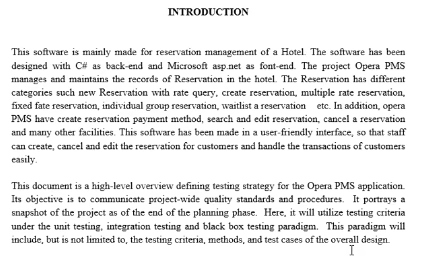 INTRODUCTION
This software is mainly made for reservation management of a Hotel. The software has been
designed with C# as back-end and Microsoft asp.net as font-end. The project Opera PMS
manages and maintains the records of Reservation in the hotel. The Reservation has different
categories such new Reservation with rate query, create reservation, multiple rate reservation,
fixed fate reservation, individual group reservation, waitlist a reservation etc. In addition, opera
PMS have create reservation payment method, search and edit reservation, cancel a reservation
and many other facilities. This software has been made in a user-friendly interface, so that staff
can create, cancel and edit the reservation for customers and handle the transactions of customers
easily.
This document is a high-level overview defining testing strategy for the Opera PMS application.
Its objective is to communicate project-wide quality standards and procedures. It portrays a
snapshot of the project as of the end of the planning phase. Here, it will utilize testing criteria
under the unit testing, integration testing and black box testing paradigm. This paradigm will
include, but is not limited to, the testing criteria, methods, and test cases of the overall design.